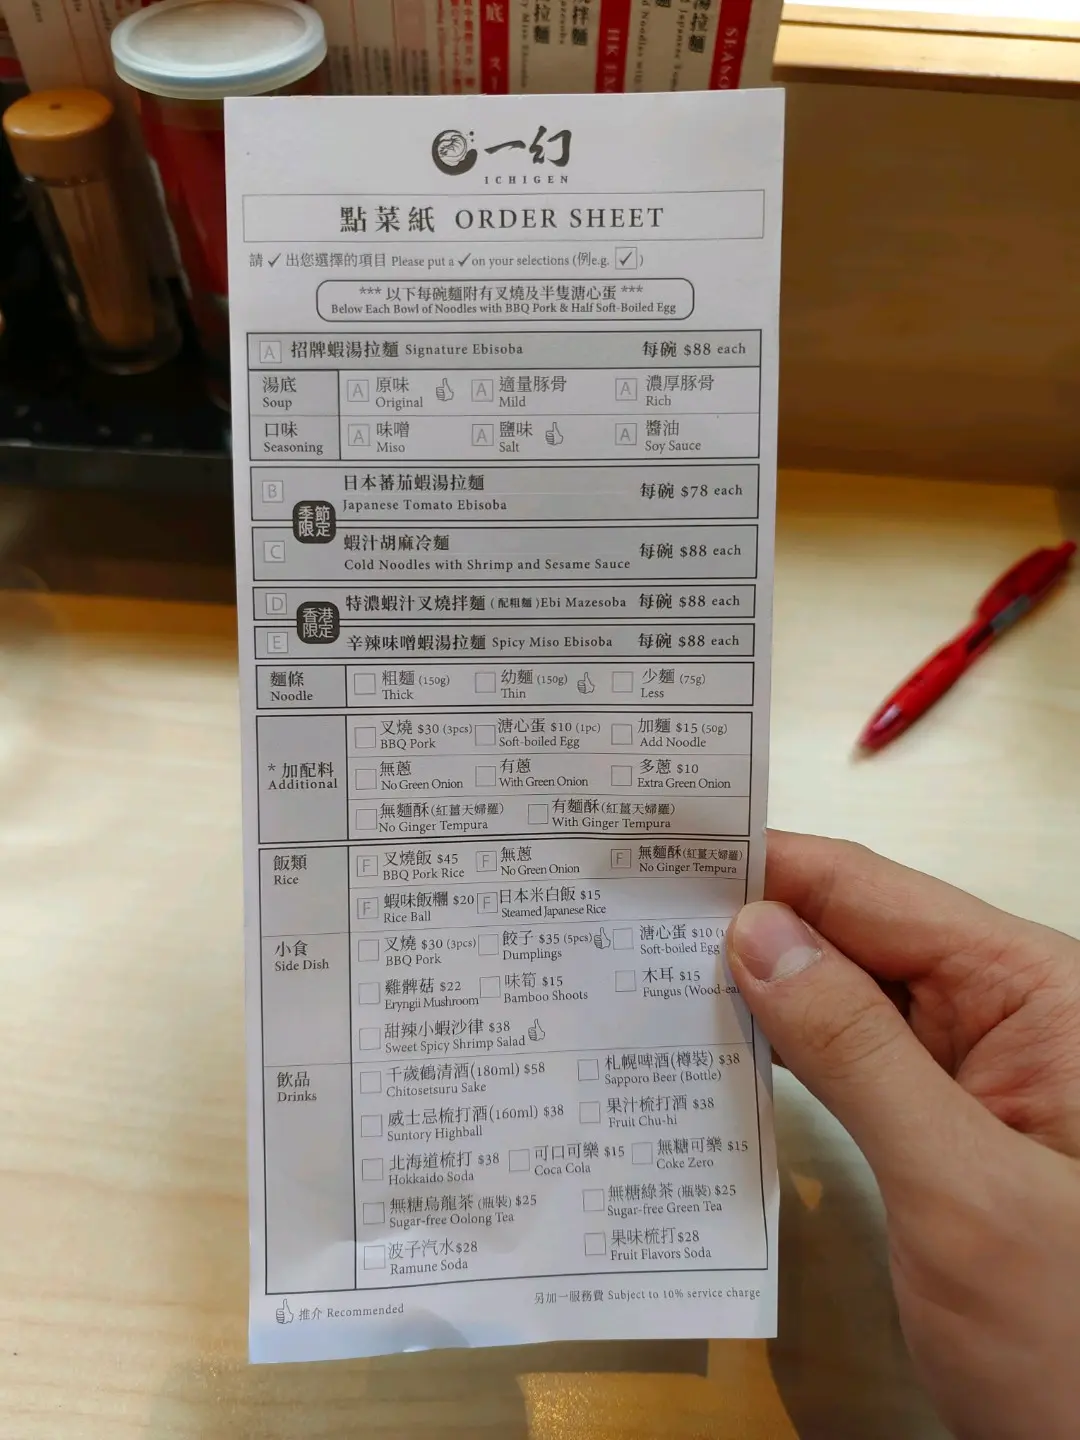 底
湯拉麵
HK
一幻
ICHIGEN
點菜紙 ORDER SHEET
請 ✓ 出您選擇的項目 Please put a ✓ on your selections (例e.g. ✓)
*** 以下每碗麵附有叉燒及半隻溏心蛋 ***
Below Each Bowl of Noodles with BBQ Pork & Half Soft-Boiled Egg
A 招牌蝦湯拉麵 Signature Ebisoba 每碗 $88 each
湯底 A 原味 A 適量豚骨 A 濃厚豚骨
Soup Original Mild Rich
口味 A 味噌 A 鹽味 A 醬油
Seasoning Miso Salt Soy Sauce
B 日本蕃茄蝦湯拉麵 每碗 $78 each
Japanese Tomato Ebisoba
季節
限定
C 蝦汁胡麻冷麵 每碗 $88 each
Cold Noodles with Shrimp and Sesame Sauce
D 特濃蝦汁叉燒拌麵 (配粗麵) Ebi Mazesoba 每碗 $88 each
香港
限定
E 辛辣味噌蝦湯拉麵 Spicy Miso Ebisoba 每碗 $88 each
麵條 粗麵 (150g) 幼麵 (150g) 少麵 (75g)
Noodle Thick Thin Less
叉燒 $30 (3pcs) 溏心蛋 $10 (1pc) 加麵 $15 (50g)
BBQ Pork Soft-boiled Egg Add Noodle
* 加配料 無蔥 有蔥 多蔥 $10
Additional No Green Onion With Green Onion Extra Green Onion
無麵酥(紅薑天婦羅) 有麵酥(紅薑天婦羅)
No Ginger Tempura With Ginger Tempura
飯類 F 叉燒飯 $45 F 無蔥 F 無麵酥(紅薑天婦羅)
Rice BBQ Pork Rice No Green Onion No Ginger Tempura
F 蝦味飯糰 $20 F 日本米白飯 $15
Rice Ball Steamed Japanese Rice
小食 叉燒 $30 (3pcs) 餃子 $35 (5pcs) 溏心蛋 $10
Side Dish BBQ Pork Dumplings Soft-boiled Egg
雞髀菇 $22 味筍 $15 木耳 $15
Eryngii Mushroom Bamboo Shoots Fungus
甜辣小蝦沙律 $38
Sweet Spicy Shrimp Salad
飲品 千歲鶴清酒(180ml) $58 札幌啤酒(樽裝) $38
Drinks Chitosetsuru Sake Sapporo Beer (Bottle)
威士忌梳打酒(160ml) $38 果汁梳打酒 $38
Suntory Highball Fruit Chu-hi
北海道梳打 $38 可口可樂 $15 無糖可樂 $15
Hokkaido Soda Coca Cola Coke Zero
無糖烏龍茶 (瓶裝) $25 無糖綠茶 (瓶裝) $25
Sugar-free Oolong Tea Sugar-free Green Tea
波子汽水 $28 果味梳打 $28
Ramune Soda Fruit Flavors Soda
推介 Recommended 另加一服務費 Subject to 10% service charge